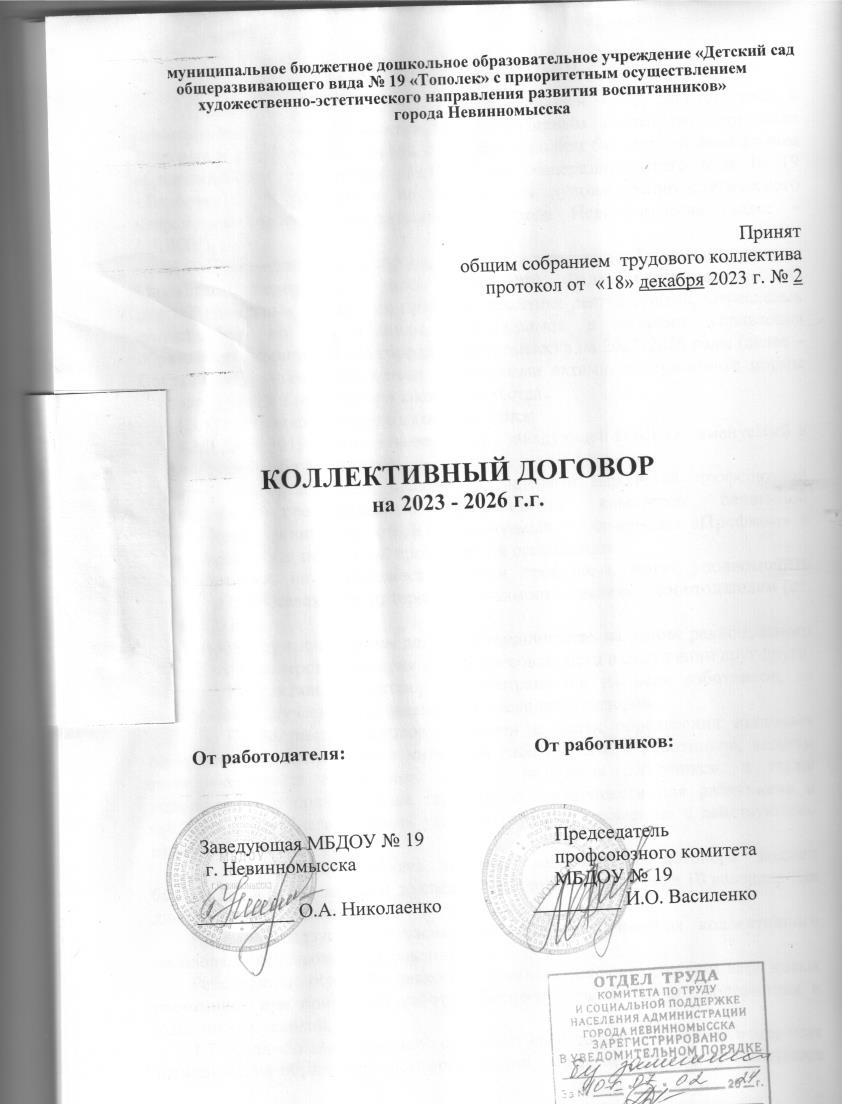 муниципальное бюджетное дошкольное образовательное учреждение «Детский сад
общеразвивающего вида № 19 «Тополек» с приоритетным осуществлением
художественно-эстетического направления развития воспитанников»
города Невинномысска
Принят
общим собранием трудового коллектива
протокол от «18» декабря 2023 г. № 2
КОЛЛЕКТИВНЫЙ ДОГОВОР
на 2023 - 2026 г.г.
От работодателя:
Заведующая МБДОУ № 19
г. Невинномысска
О.А. Николаенко
От работников:
Председатель
профсоюзного комитета
МБДОУ № 19
И.О. Василенко
ОТДЕЛ ТРУДА
КОМИТЕТА ПО ТРУДУ
И СОЦИАЛЬНОЙ ПОДДЕРЖКЕ
НАСЕЛЕНИЯ АДМИНИСТРАЦИИ
ГОРОДА НЕВИННОМЫССКА
ЗАРЕГИСТРИРОВАНО
В УВЕДОМИТЕЛЬНОМ ПОРЯДКЕ
07 02 2024 г.